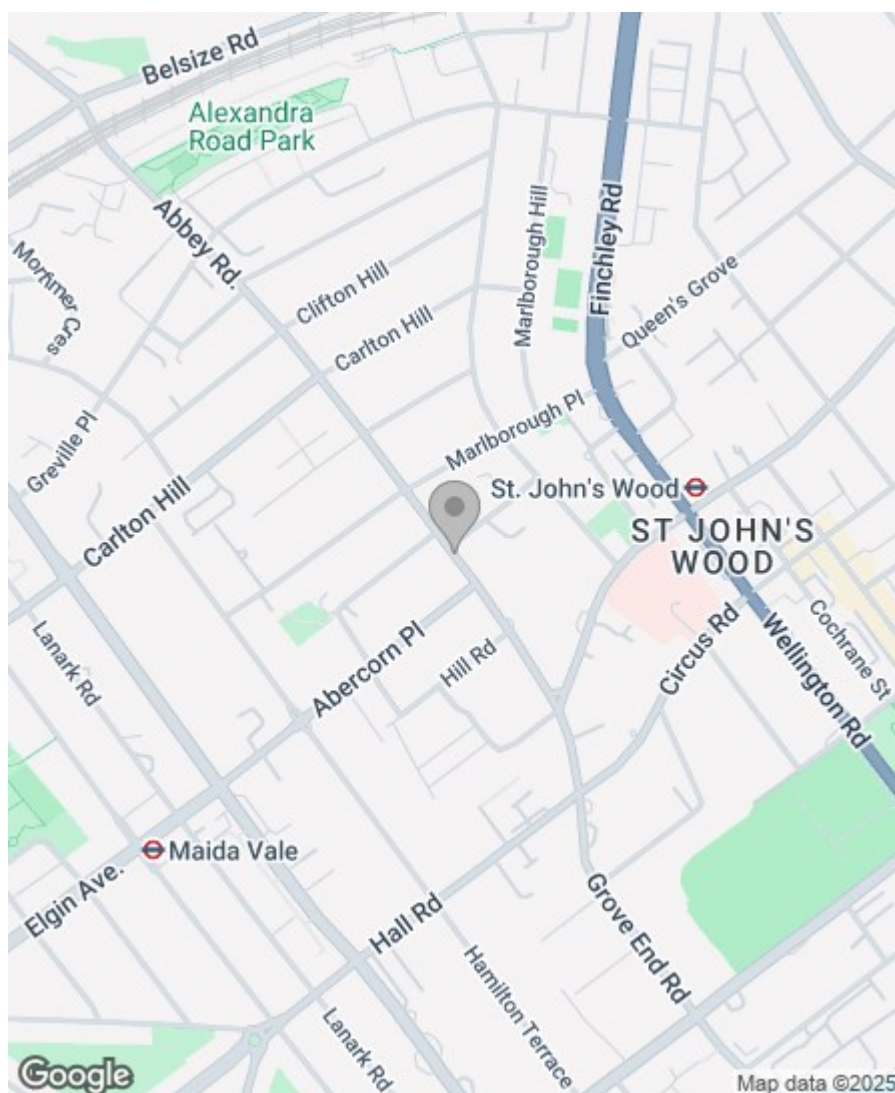 Belsize Rd
Alexandra
Road Park
Abbey Rd.
Mortimer Cres
Clifton Hill
Marlborough Hill
Finchley Rd
Queen's Grove
Carlton Hill
Greville Pl
Marlborough Pl
Carlton Hill
St. John's Wood
ST JOHN'S
WOOD
Lanark Rd
Abercorn Pl
Hill Rd
Circus Rd
Cochrane St
Wellington Rd
Maida Vale
Elgin Ave.
Hall Rd
Grove End Rd
Hamilton Terrace
Lanark Rd
Google
Map data ©2025